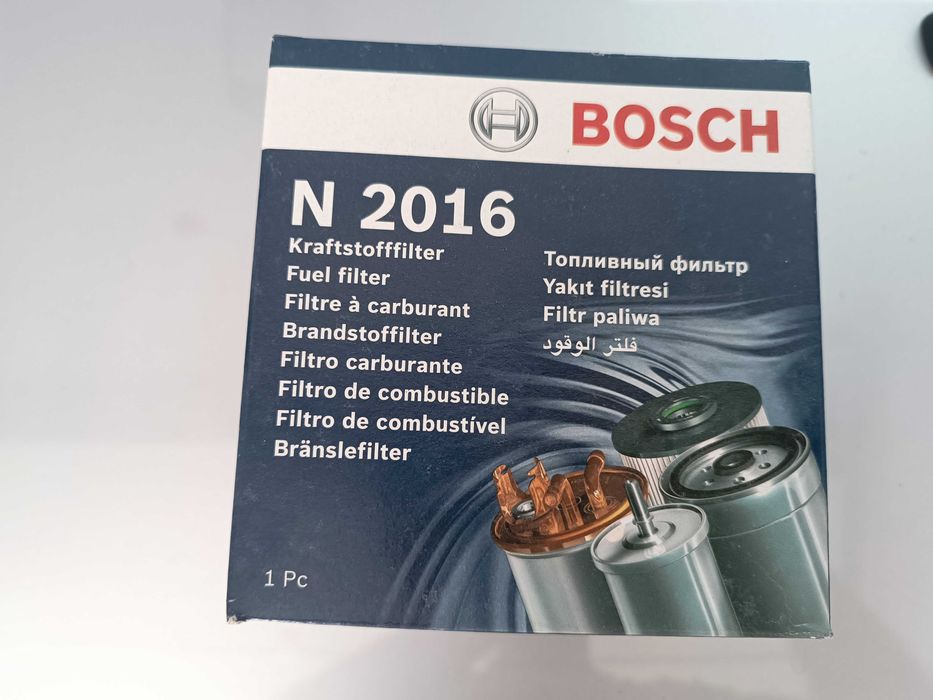 BOSCH
N 2016
Kraftstofffilter
Fuel filter
Filtre à carburant
Brandstoffilter
Filtro carburante
Filtro de combustible
Filtro de combustível
Bränslefilter
Топливный фильтр
Yakıt filtresi
Filtr paliwa
فلتر الوقود
1 Pc